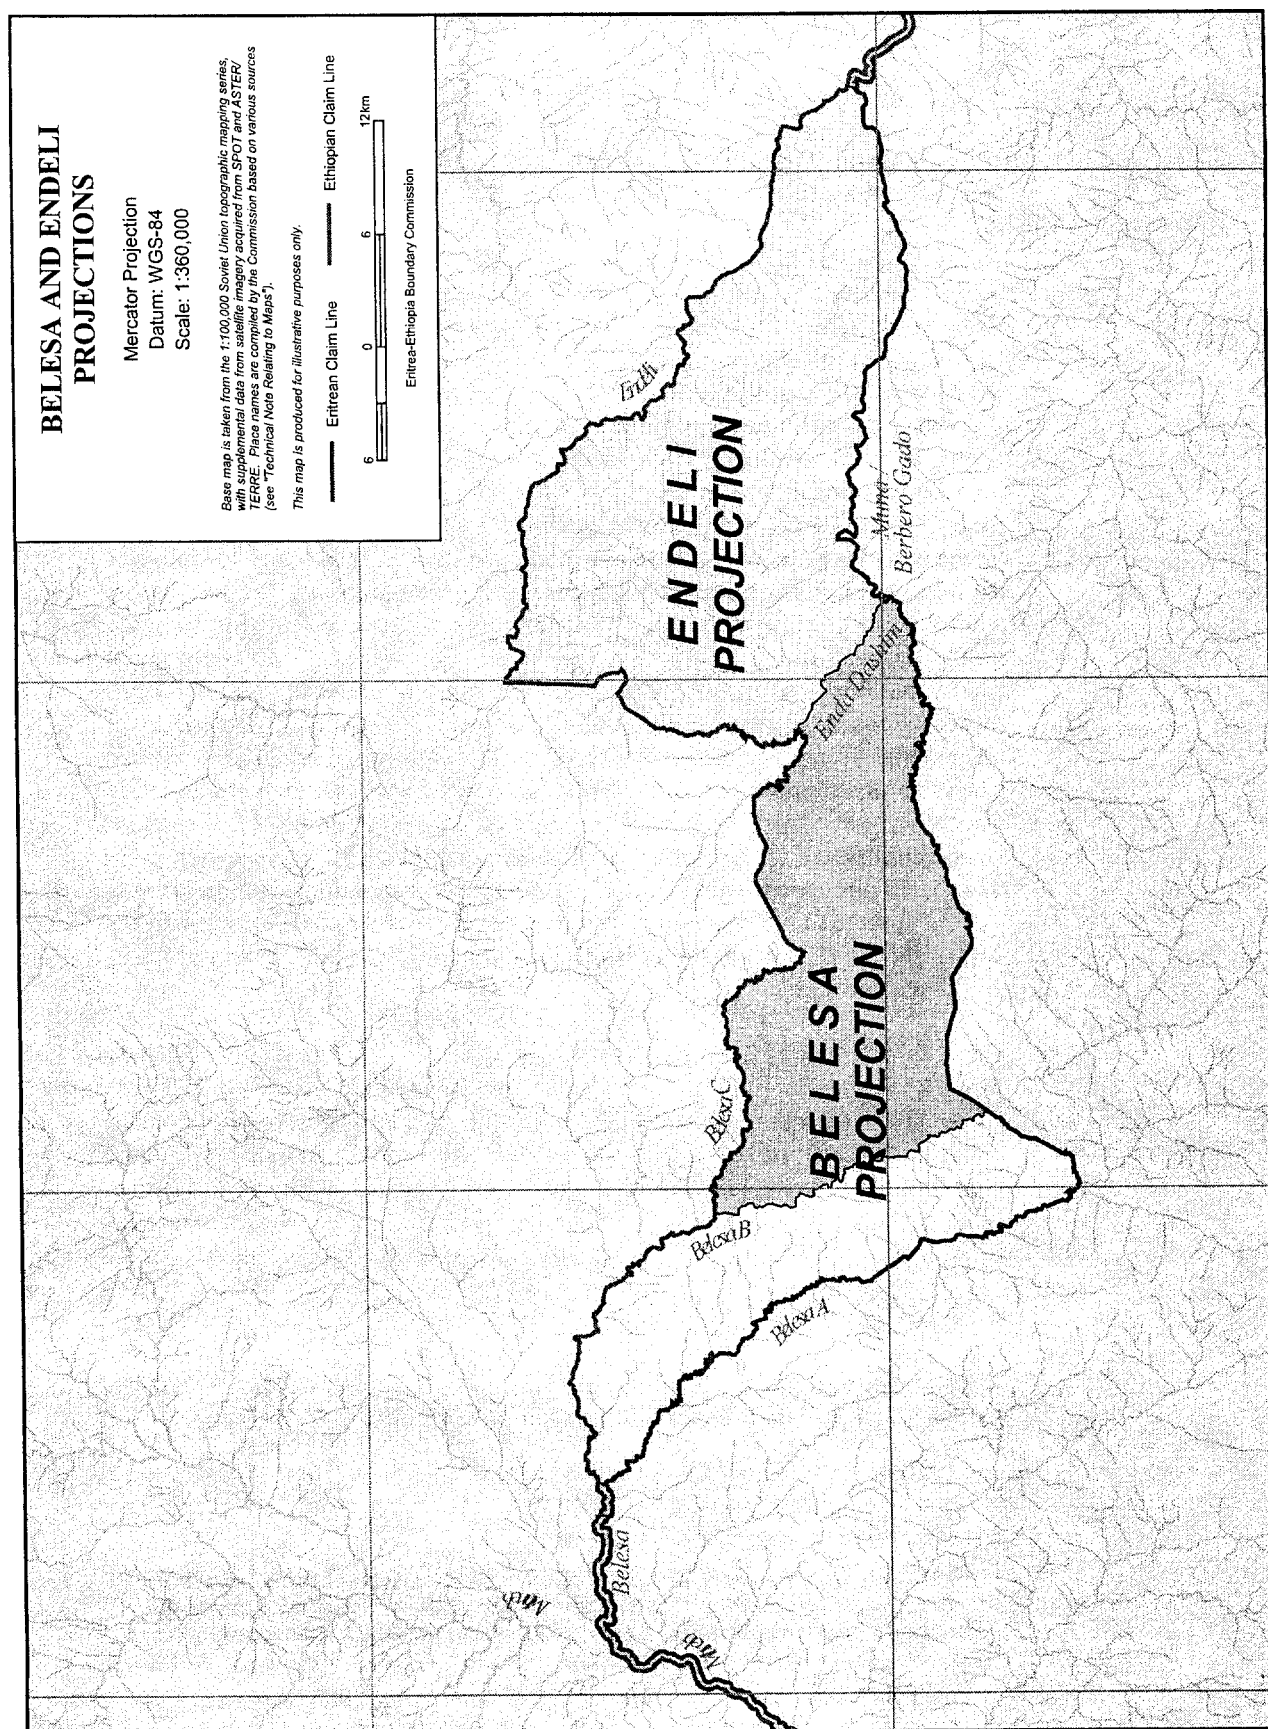 BELESA AND ENDELI
PROJECTIONS
Mercator Projection
Datum: WGS-84
Scale: 1:360,000
Base map is taken from the 1:100,000 Soviet Union topographic mapping series,
with supplemental data from satellite imagery acquired from SPOT and ASTER/
TERRE. Place names are compiled by the Commission based on various sources
(see "Technical Note Relating to Maps").
This map is produced for illustrative purposes only.
Eritrean Claim Line
Ethiopian Claim Line
6 0 6 12km
Eritrea-Ethiopia Boundary Commission
Endeli
ENDELI
PROJECTION
Muna/
Berbero Gado
Enda Dashim
BELESA
PROJECTION
Belesa C
Belesa B
Belesa A
Belesa
Mereb
Mereb